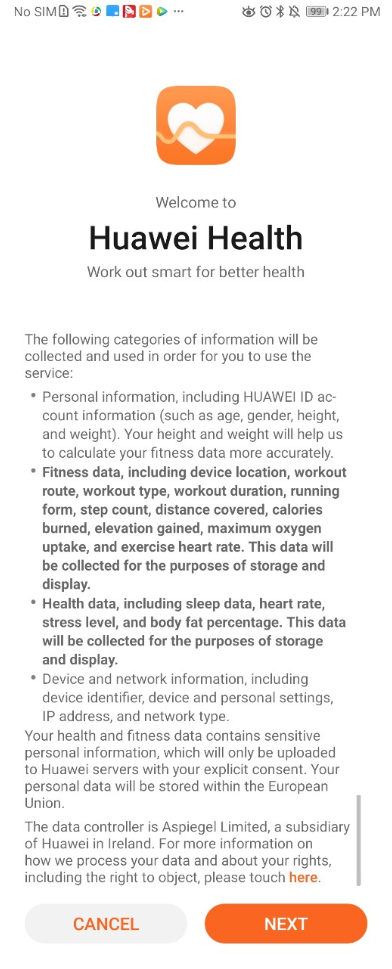 No SIM 99 2:22 PM
Welcome to
Huawei Health
Work out smart for better health
The following categories of information will be
collected and used in order for you to use the
service:
• Personal information, including HUAWEI ID ac-
count information (such as age, gender, height,
and weight). Your height and weight will help us
to calculate your fitness data more accurately.
• Fitness data, including device location, workout
route, workout type, workout duration, running
form, step count, distance covered, calories
burned, elevation gained, maximum oxygen
uptake, and exercise heart rate. This data will
be collected for the purposes of storage and
display.
• Health data, including sleep data, heart rate,
stress level, and body fat percentage. This data
will be collected for the purposes of storage
and display.
• Device and network information, including
device identifier, device and personal settings,
IP address, and network type.
Your health and fitness data contains sensitive
personal information, which will only be uploaded
to Huawei servers with your explicit consent. Your
personal data will be stored within the European
Union.
The data controller is Aspiegel Limited, a subsidiary
of Huawei in Ireland. For more information on
how we process your data and about your rights,
including the right to object, please touch here.
CANCEL NEXT